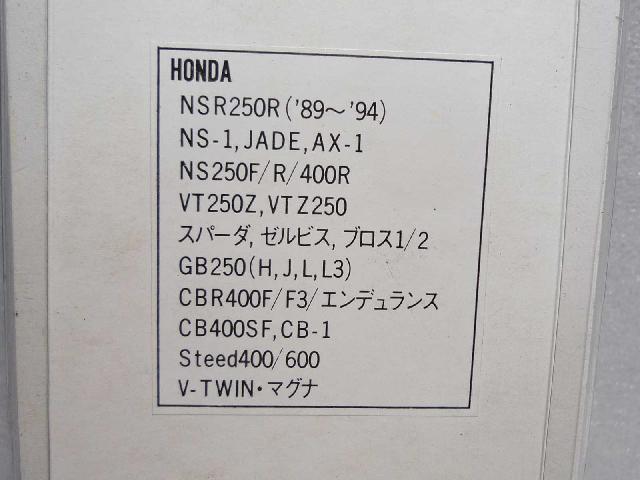 HONDA
NSR250R('89〜'94)
NS-1,JADE,AX-1
NS250F/R/400R
VT250Z,VTZ250
スパーダ,ゼルビス,ブロス1/2
GB250(H,J,L,L3)
CBR400F/F3/エンデュランス
CB400SF,CB-1
Steed400/600
V-TWIN・マグナ